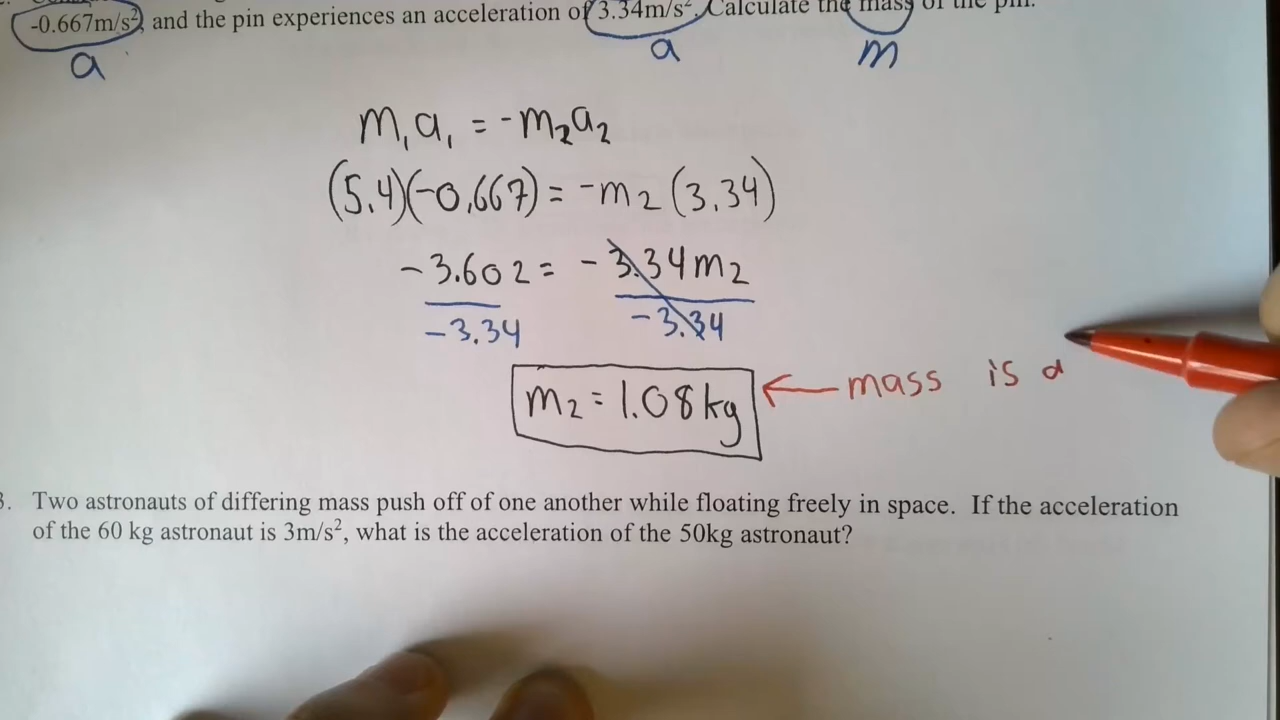 -0.667m/s², and the pin experiences an acceleration of 3.34m/s². Calculate the mass of the pin.
a a m
m₁a₁ = -m₂a₂
(5.4)(-0.667) = -m₂(3.34)
-3.602 = -3.34m₂
-3.34 -3.34
m₂ = 1.08kg ← mass is a
3. Two astronauts of differing mass push off of one another while floating freely in space. If the acceleration
of the 60 kg astronaut is 3m/s², what is the acceleration of the 50kg astronaut?